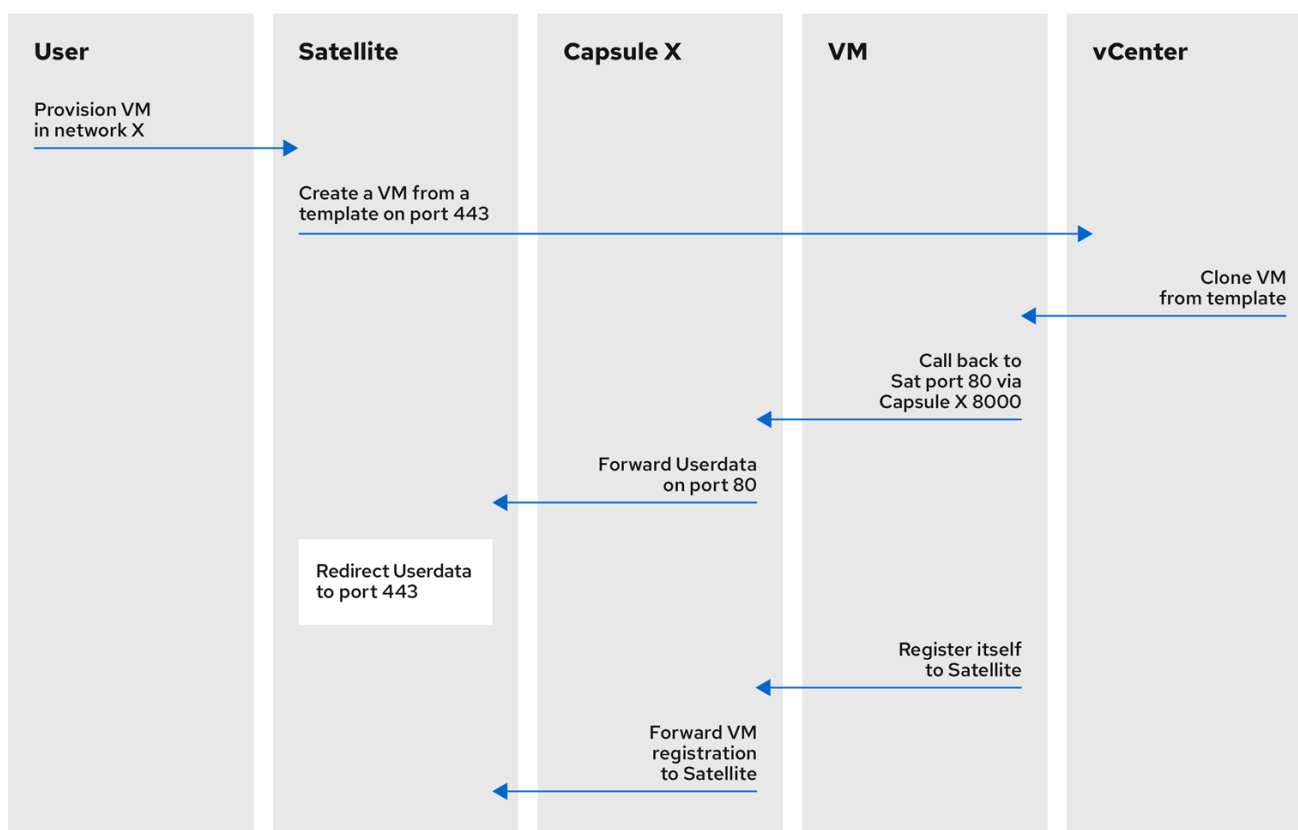 User
Satellite
Capsule X
VM
vCenter
Provision VM
in network X
Create a VM from a
template on port 443
Clone VM
from template
Call back to
Sat port 80 via
Capsule X 8000
Forward Userdata
on port 80
Redirect Userdata
to port 443
Register itself
to Satellite
Forward VM
registration
to Satellite